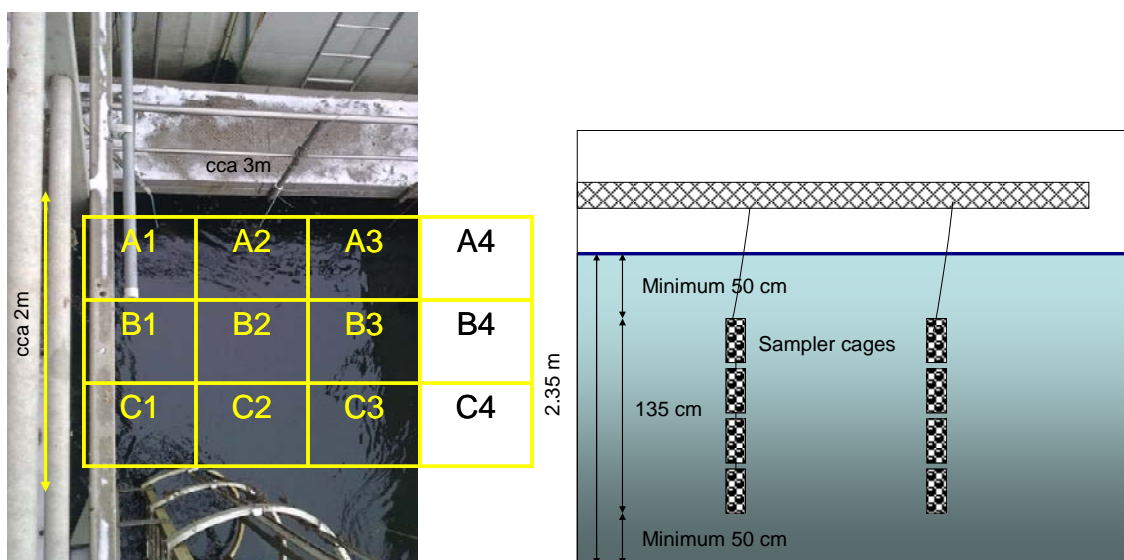 cca 3m
A1 A2 A3 A4
cca 2m
B1 B2 B3 B4
C1 C2 C3 C4
Minimum 50 cm
Sampler cages
2.35 m
135 cm
Minimum 50 cm